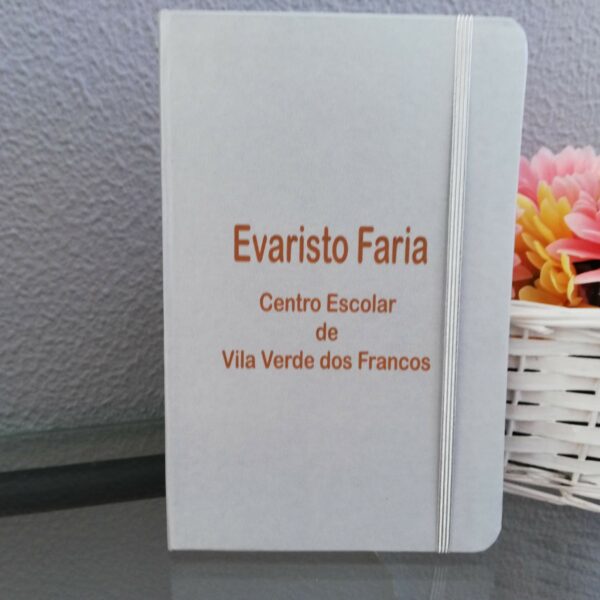 Evaristo Faria
Centro Escolar
de
Vila Verde dos Francos